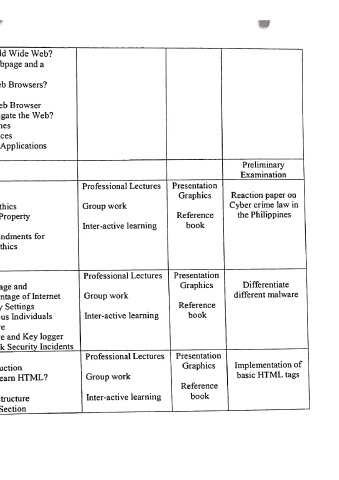 ld Wide Web?
bpage and a
eb Browsers?
eb Browser
igate the Web?
nes
ces
Applications
Preliminary
Examination
thics
Property
ndments for
thics
Professional Lectures
Group work
Inter-active learning
Presentation
Graphics
Reference
book
Reaction paper on
Cyber crime law in
the Philippines
age and
ntage of Internet
y Settings
us Individuals
re
e and Key logger
k Security Incidents
Professional Lectures
Group work
Inter-active learning
Presentation
Graphics
Reference
book
Differentiate
different malware
uction
earn HTML?
tructure
Section
Professional Lectures
Group work
Inter-active learning
Presentation
Graphics
Reference
book
Implementation of
basic HTML tags